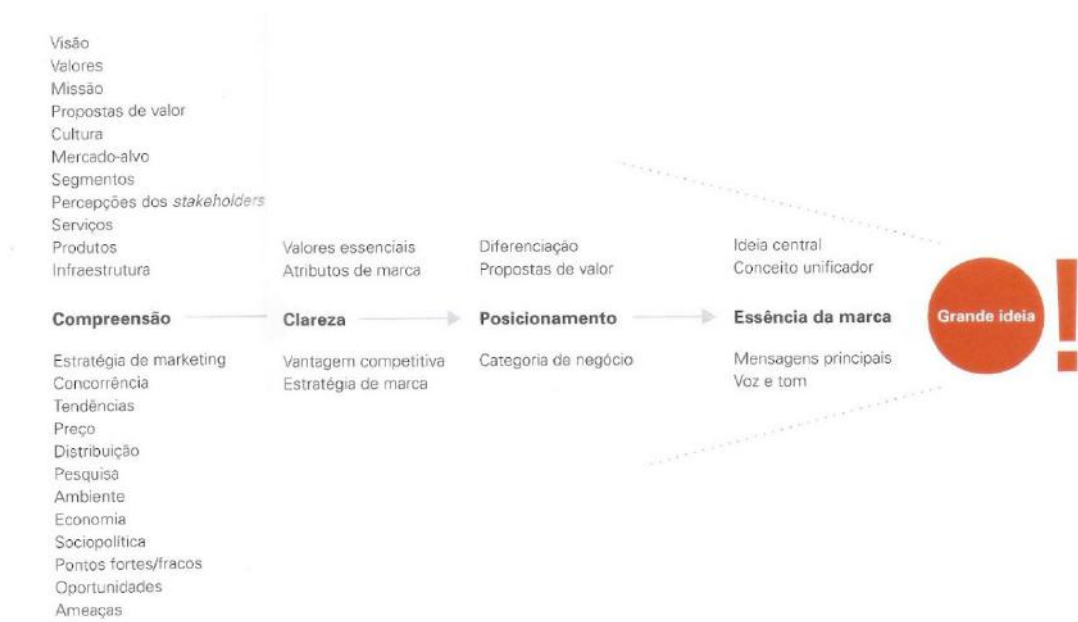 Visão
Valores
Missão
Propostas de valor
Cultura
Mercado-alvo
Segmentos
Percepções dos stakeholders
Serviços
Produtos
Infraestrutura
Compreensão
Estratégia de marketing
Concorrência
Tendências
Preço
Distribuição
Pesquisa
Ambiente
Economia
Sociopolítica
Pontos fortes/fracos
Oportunidades
Ameaças
Valores essenciais
Atributos de marca
Clareza
Vantagem competitiva
Estratégia de marca
Diferenciação
Propostas de valor
Posicionamento
Categoria de negócio
Ideia central
Conceito unificador
Essência da marca
Mensagens principais
Voz e tom
Grande ideia
!